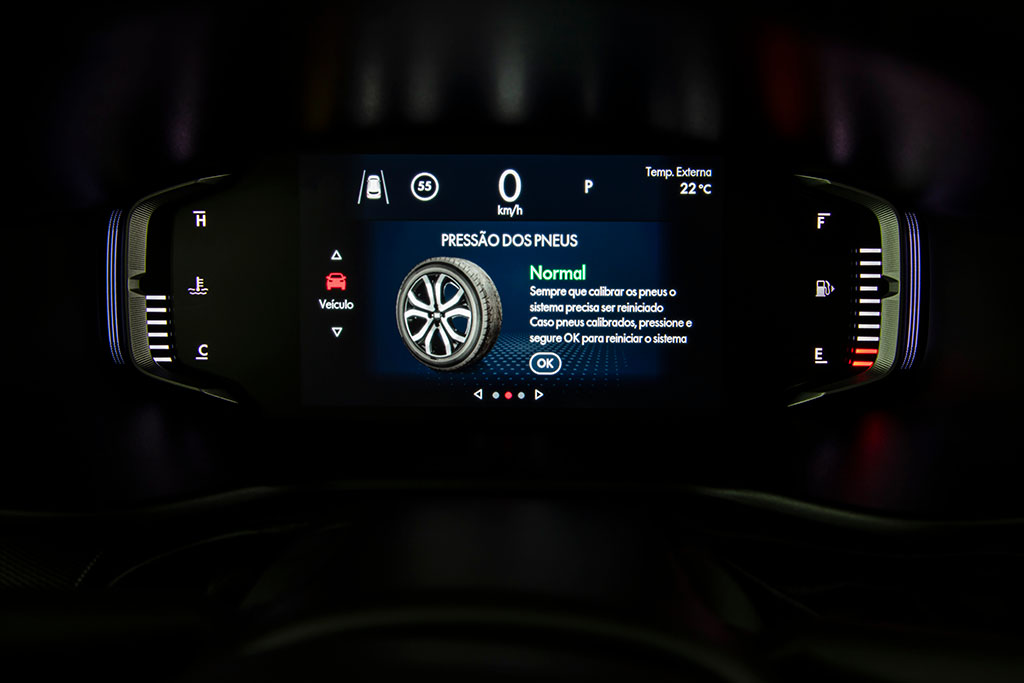 55
0
km/h
P
Temp. Externa
22 °C
H
C
Veículo
PRESSÃO DOS PNEUS
Normal
Sempre que calibrar os pneus o
sistema precisa ser reiniciado
Caso pneus calibrados, pressione e
segure OK para reiniciar o sistema
OK
F
E